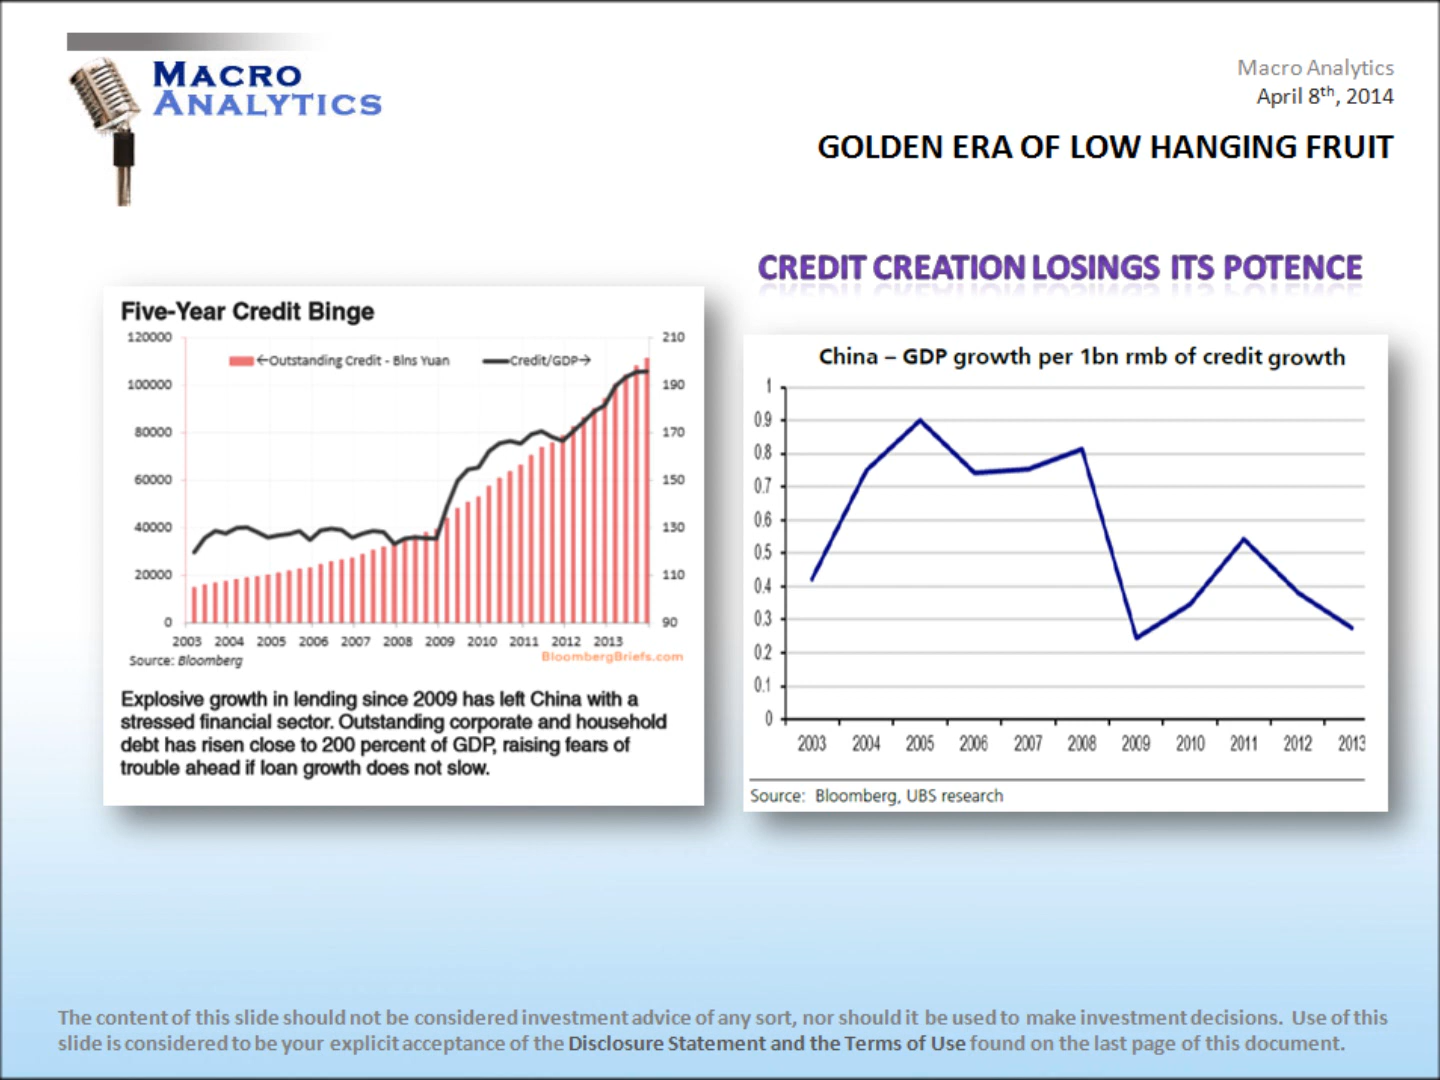 MACRO
ANALYTICS
Macro Analytics
April 8th, 2014
GOLDEN ERA OF LOW HANGING FRUIT
CREDIT CREATION LOSINGS ITS POTENCE
Five-Year Credit Binge
120000
100000
80000
60000
40000
20000
0
←Outstanding Credit - Blns Yuan
Credit/GDP→
210
190
170
150
130
110
90
2003 2004 2005 2006 2007 2008 2009 2010 2011 2012 2013
Source: Bloomberg
BloombergBriefs.com
Explosive growth in lending since 2009 has left China with a
stressed financial sector. Outstanding corporate and household
debt has risen close to 200 percent of GDP, raising fears of
trouble ahead if loan growth does not slow.
China – GDP growth per 1bn rmb of credit growth
1
0.9
0.8
0.7
0.6
0.5
0.4
0.3
0.2
0.1
0
2003 2004 2005 2006 2007 2008 2009 2010 2011 2012 2013
Source: Bloomberg, UBS research
The content of this slide should not be considered investment advice of any sort, nor should it be used to make investment decisions. Use of this
slide is considered to be your explicit acceptance of the Disclosure Statement and the Terms of Use found on the last page of this document.